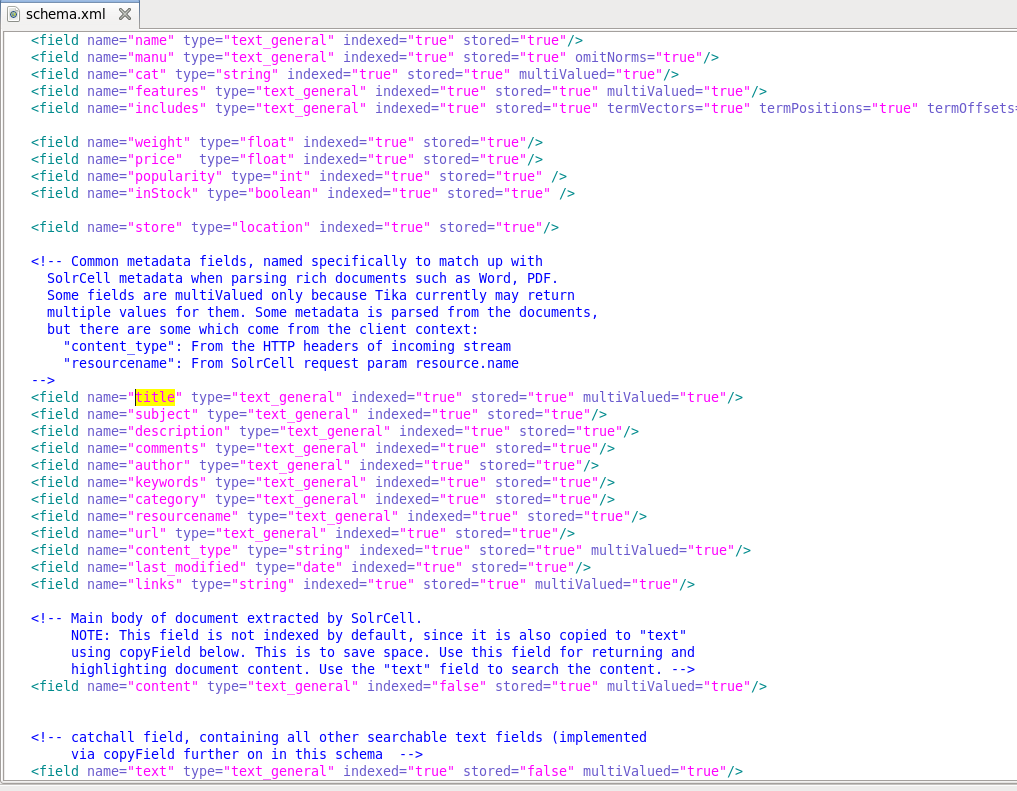 schema.xml
<field name="name" type="text_general" indexed="true" stored="true"/>
<field name="manu" type="text_general" indexed="true" stored="true" omitNorms="true"/>
<field name="cat" type="string" indexed="true" stored="true" multiValued="true"/>
<field name="features" type="text_general" indexed="true" stored="true" multiValued="true"/>
<field name="includes" type="text_general" indexed="true" stored="true" termVectors="true" termPositions="true" termOffsets=
<field name="weight" type="float" indexed="true" stored="true"/>
<field name="price"  type="float" indexed="true" stored="true"/>
<field name="popularity" type="int" indexed="true" stored="true" />
<field name="inStock" type="boolean" indexed="true" stored="true" />
<field name="store" type="location" indexed="true" stored="true"/>
<!-- Common metadata fields, named specifically to match up with
SolrCell metadata when parsing rich documents such as Word, PDF.
Some fields are multiValued only because Tika currently may return
multiple values for them. Some metadata is parsed from the documents,
but there are some which come from the client context:
"content_type": From the HTTP headers of incoming stream
"resourcename": From SolrCell request param resource.name
-->
<field name="title" type="text_general" indexed="true" stored="true" multiValued="true"/>
<field name="subject" type="text_general" indexed="true" stored="true"/>
<field name="description" type="text_general" indexed="true" stored="true"/>
<field name="comments" type="text_general" indexed="true" stored="true"/>
<field name="author" type="text_general" indexed="true" stored="true"/>
<field name="keywords" type="text_general" indexed="true" stored="true"/>
<field name="category" type="text_general" indexed="true" stored="true"/>
<field name="resourcename" type="text_general" indexed="true" stored="true"/>
<field name="url" type="text_general" indexed="true" stored="true"/>
<field name="content_type" type="string" indexed="true" stored="true" multiValued="true"/>
<field name="last_modified" type="date" indexed="true" stored="true"/>
<field name="links" type="string" indexed="true" stored="true" multiValued="true"/>
<!-- Main body of document extracted by SolrCell.
NOTE: This field is not indexed by default, since it is also copied to "text"
using copyField below. This is to save space. Use this field for returning and
highlighting document content. Use the "text" field to search the content. -->
<field name="content" type="text_general" indexed="false" stored="true" multiValued="true"/>
<!-- catchall field, containing all other searchable text fields (implemented
via copyField further on in this schema  -->
<field name="text" type="text_general" indexed="true" stored="false" multiValued="true"/>